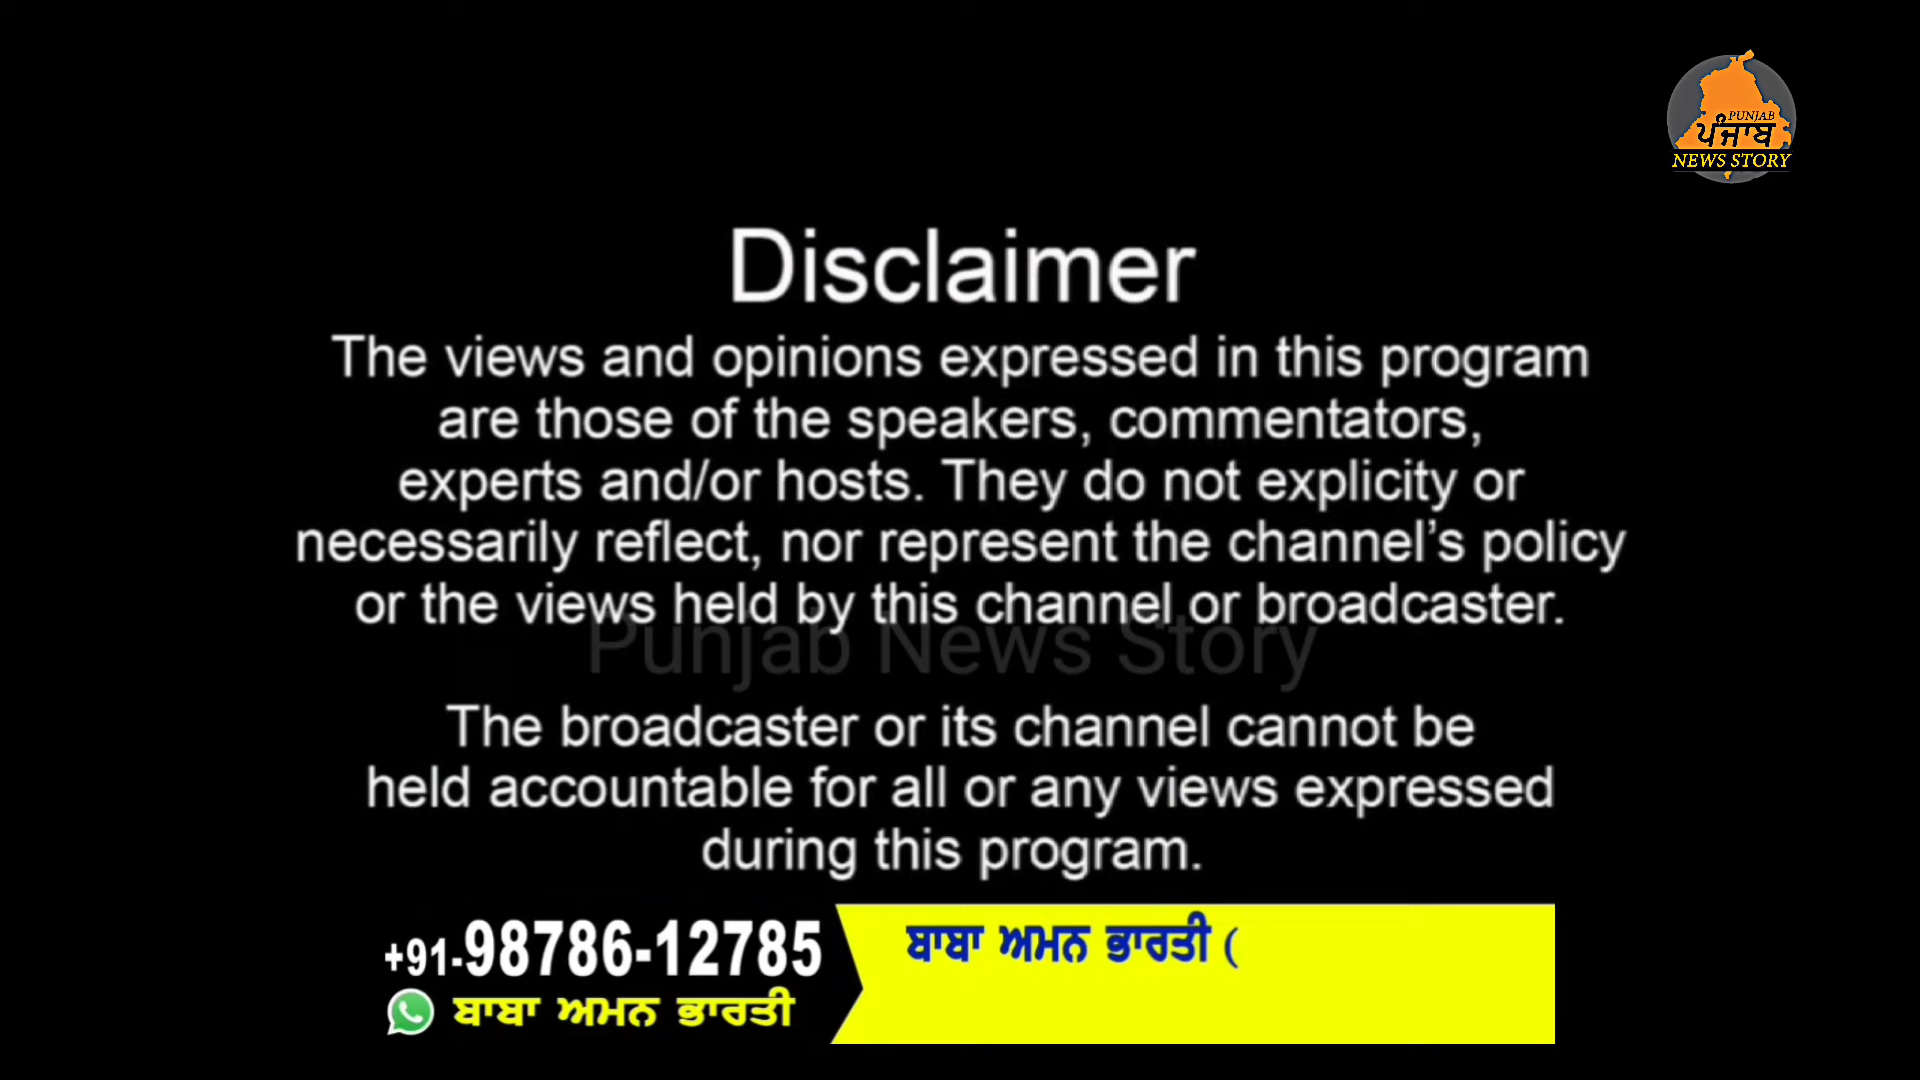 PUNJAB
ਪੰਜਾਬ
NEWS STORY
Disclaimer
The views and opinions expressed in this program
are those of the speakers, commentators,
experts and/or hosts. They do not explicity or
necessarily reflect, nor represent the channel’s policy
or the views held by this channel or broadcaster.
Punjab News Story
The broadcaster or its channel cannot be
held accountable for all or any views expressed
during this program.
+91-98786-12785
ਬਾਬਾ ਅਮਨ ਭਾਰਤੀ
ਬਾਬਾ ਅਮਨ ਭਾਰਤੀ (